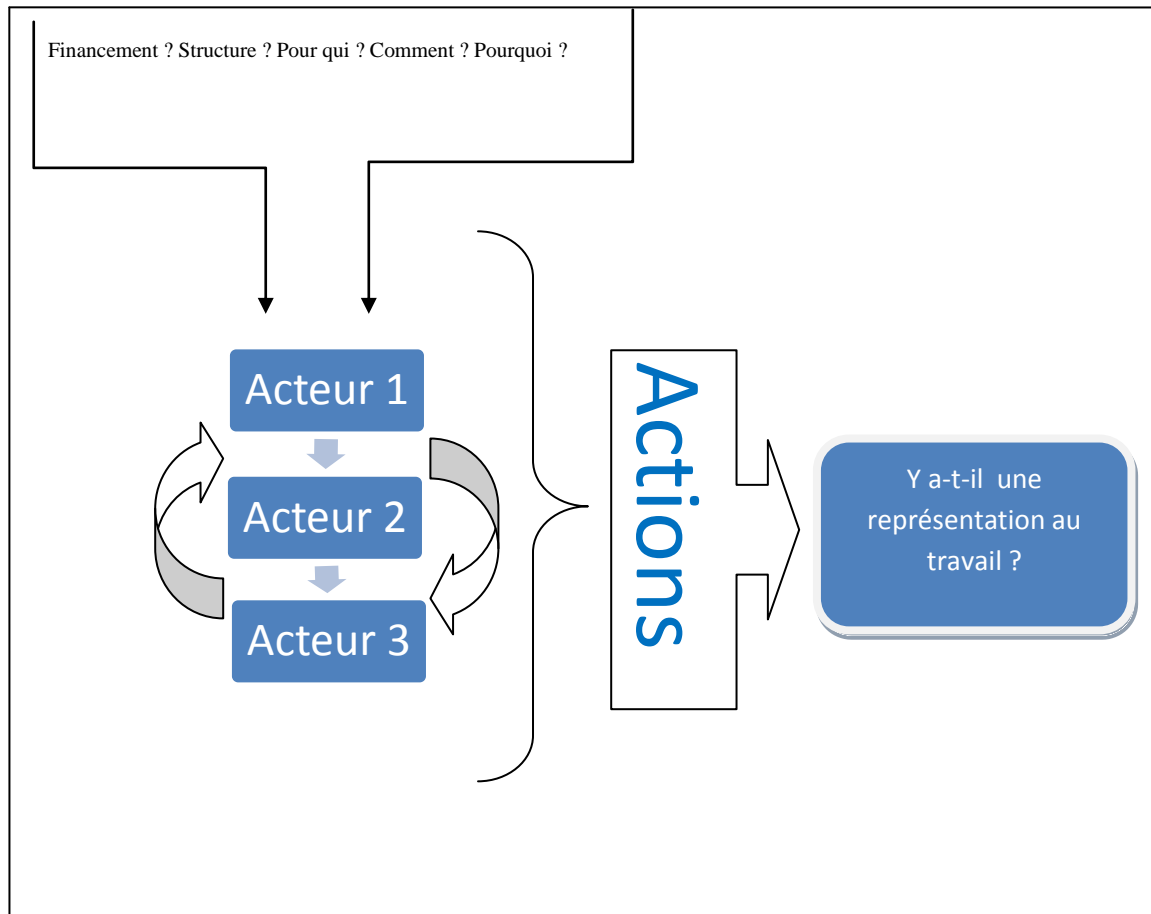 Financement ? Structure ? Pour qui ? Comment ? Pourquoi ?
Acteur 1
Acteur 2
Acteur 3
Actions
Y a-t-il une
représentation au
travail ?